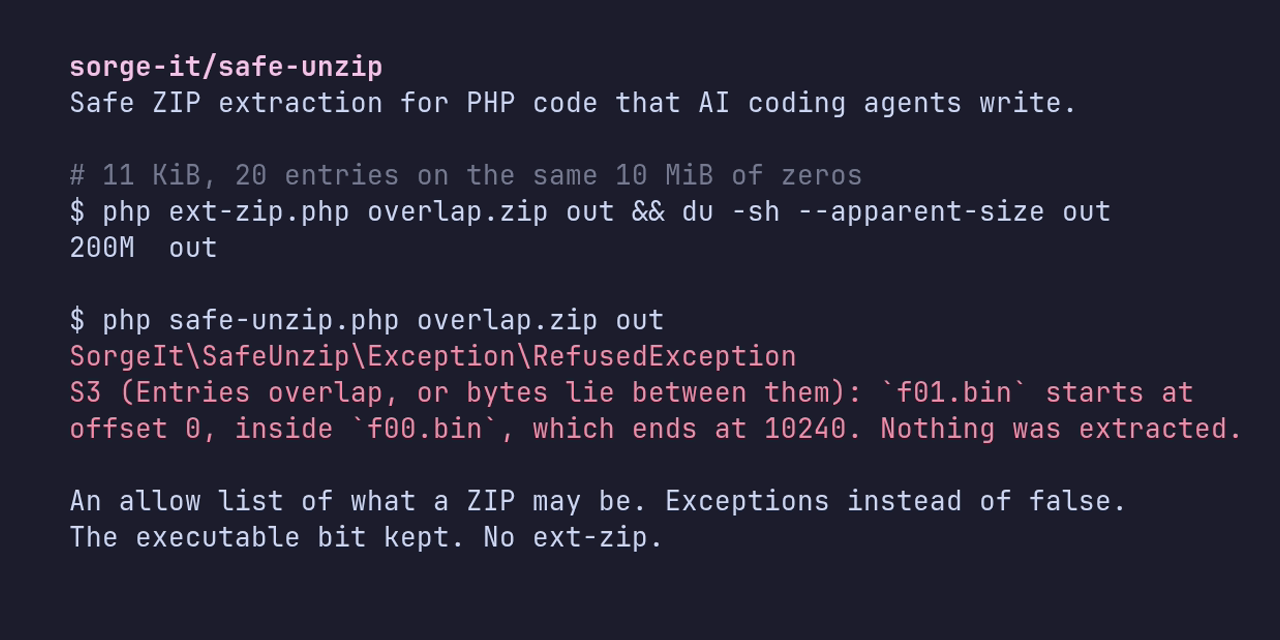 sorge-it/safe-unzip
Safe ZIP extraction for PHP code that AI coding agents write.
# 11 KiB, 20 entries on the same 10 MiB of zeros
$ php ext-zip.php overlap.zip out && du -sh --apparent-size out
200M  out
$ php safe-unzip.php overlap.zip out
SorgeIt\SafeUnzip\Exception\RefusedException
S3 (Entries overlap, or bytes lie between them): `f01.bin` starts at
offset 0, inside `f00.bin`, which ends at 10240. Nothing was extracted.
An allow list of what a ZIP may be. Exceptions instead of false.
The executable bit kept. No ext-zip.